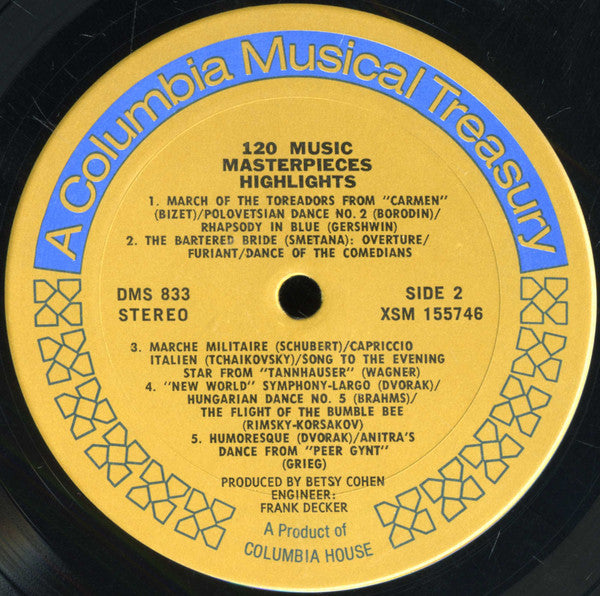 A Columbia Musical Treasury
120 MUSIC
MASTERPIECES
HIGHLIGHTS
1. MARCH OF THE TOREADORS FROM "CARMEN"
(BIZET)/POLOVETSIAN DANCE NO. 2 (BORODIN)/
RHAPSODY IN BLUE (GERSHWIN)
2. THE BARTERED BRIDE (SMETANA): OVERTURE/
FURIANT/DANCE OF THE COMEDIANS
DMS 833
STEREO
SIDE 2
XSM 155746
3. MARCHE MILITAIRE (SCHUBERT)/CAPRICCIO
ITALIEN (TCHAIKOVSKY)/SONG TO THE EVENING
STAR FROM "TANNHAUSER" (WAGNER)
4. "NEW WORLD" SYMPHONY-LARGO (DVORAK)/
HUNGARIAN DANCE NO. 5 (BRAHMS)/
THE FLIGHT OF THE BUMBLE BEE
(RIMSKY-KORSAKOV)
5. HUMORESQUE (DVORAK)/ANITRA'S
DANCE FROM "PEER GYNT"
(GRIEG)
PRODUCED BY BETSY COHEN
ENGINEER:
FRANK DECKER
A Product of
COLUMBIA HOUSE